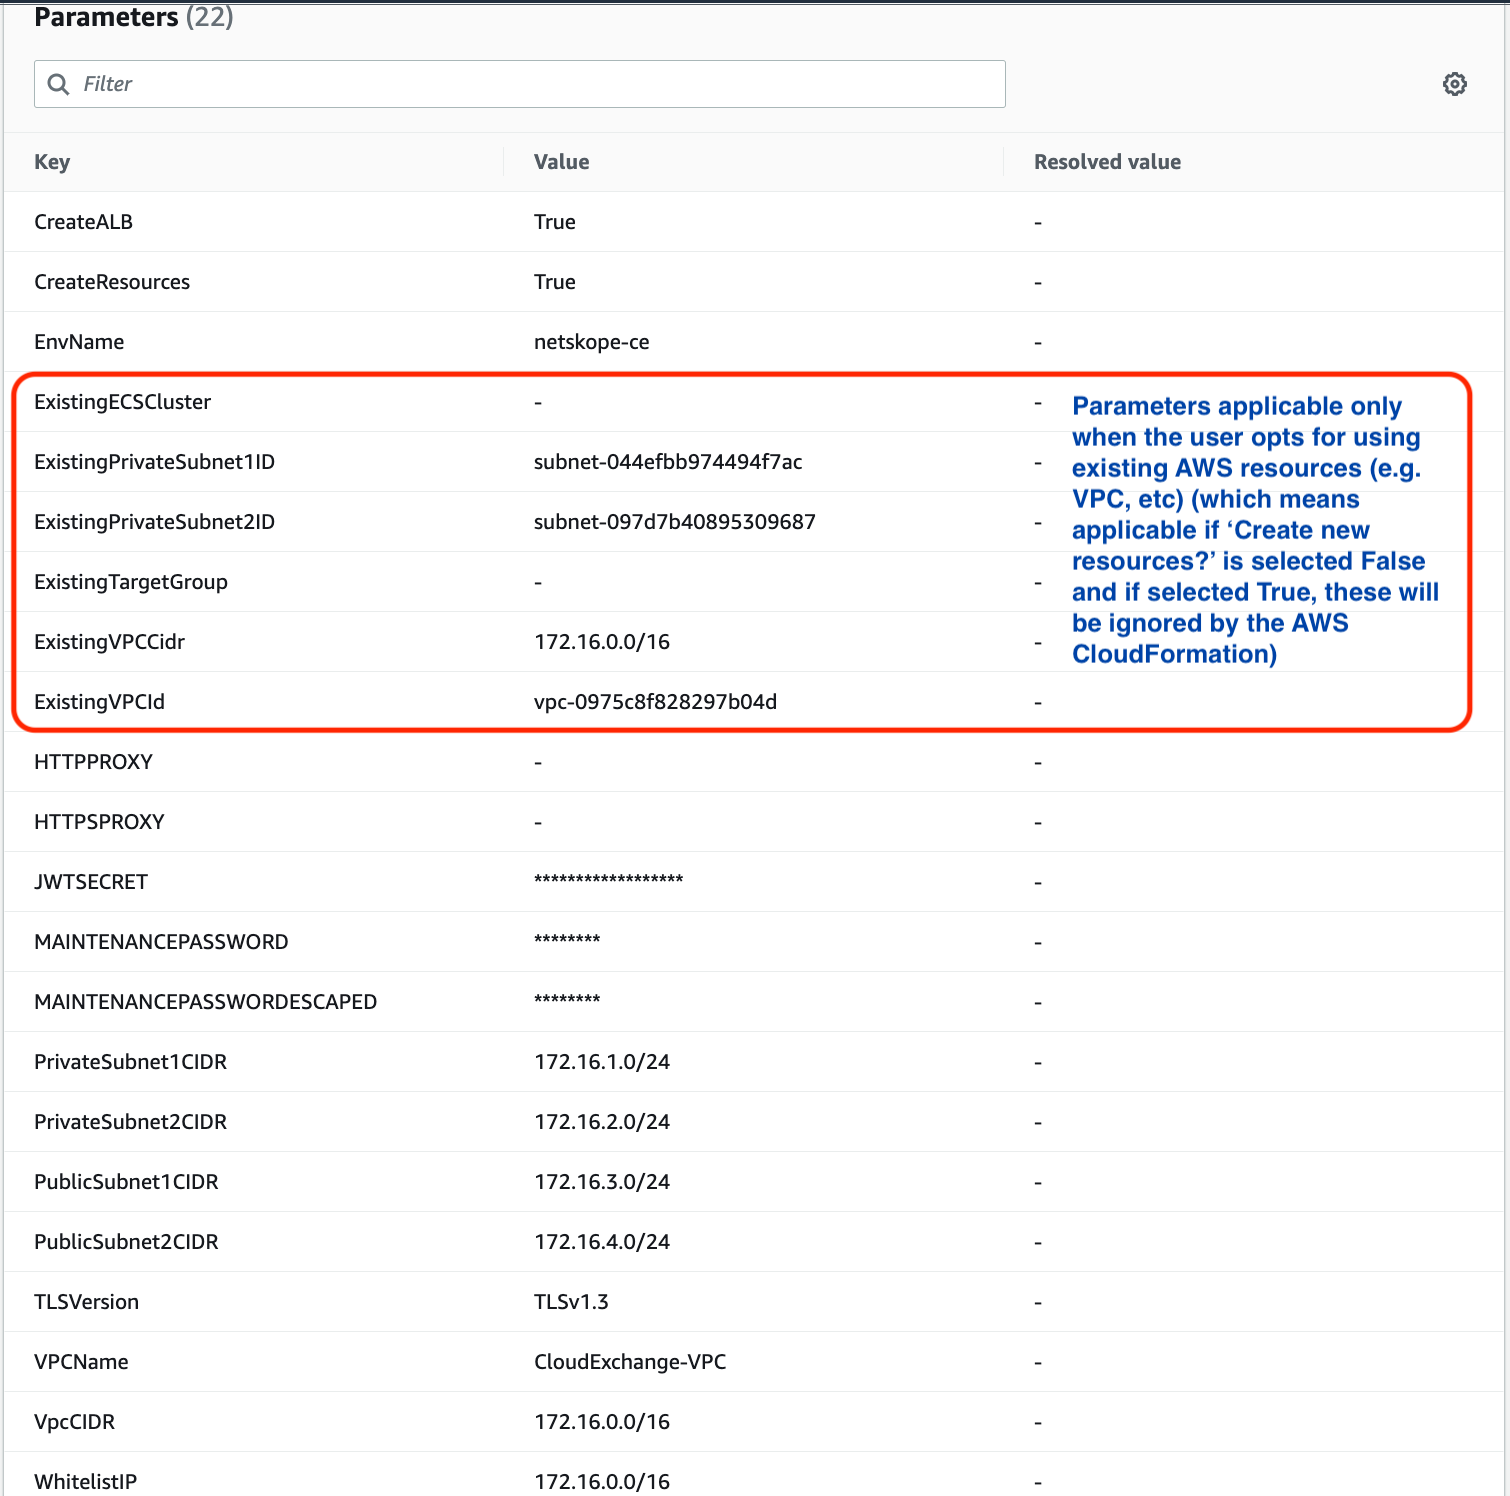 Parameters (22)
Filter
Key Value Resolved value
CreateALB True -
CreateResources True -
EnvName netskope-ce -
ExistingECSCluster - -
ExistingPrivateSubnet1ID subnet-044efbb974494f7ac -
ExistingPrivateSubnet2ID subnet-097d7b40895309687 -
ExistingTargetGroup - -
ExistingVPCCidr 172.16.0.0/16 -
ExistingVPCId vpc-0975c8f828297b04d -
Parameters applicable only
when the user opts for using
existing AWS resources (e.g.
VPC, etc) (which means
applicable if ‘Create new
resources?’ is selected False
and if selected True, these will
be ignored by the AWS
CloudFormation)
HTTPPROXY - -
HTTPSPROXY - -
JWTSECRET ****************** -
MAINTENANCEPASSWORD ******** -
MAINTENANCEPASSWORDESCAPED ******** -
PrivateSubnet1CIDR 172.16.1.0/24 -
PrivateSubnet2CIDR 172.16.2.0/24 -
PublicSubnet1CIDR 172.16.3.0/24 -
PublicSubnet2CIDR 172.16.4.0/24 -
TLSVersion TLSv1.3 -
VPCName CloudExchange-VPC -
VpcCIDR 172.16.0.0/16 -
WhitelistIP 172.16.0.0/16 -